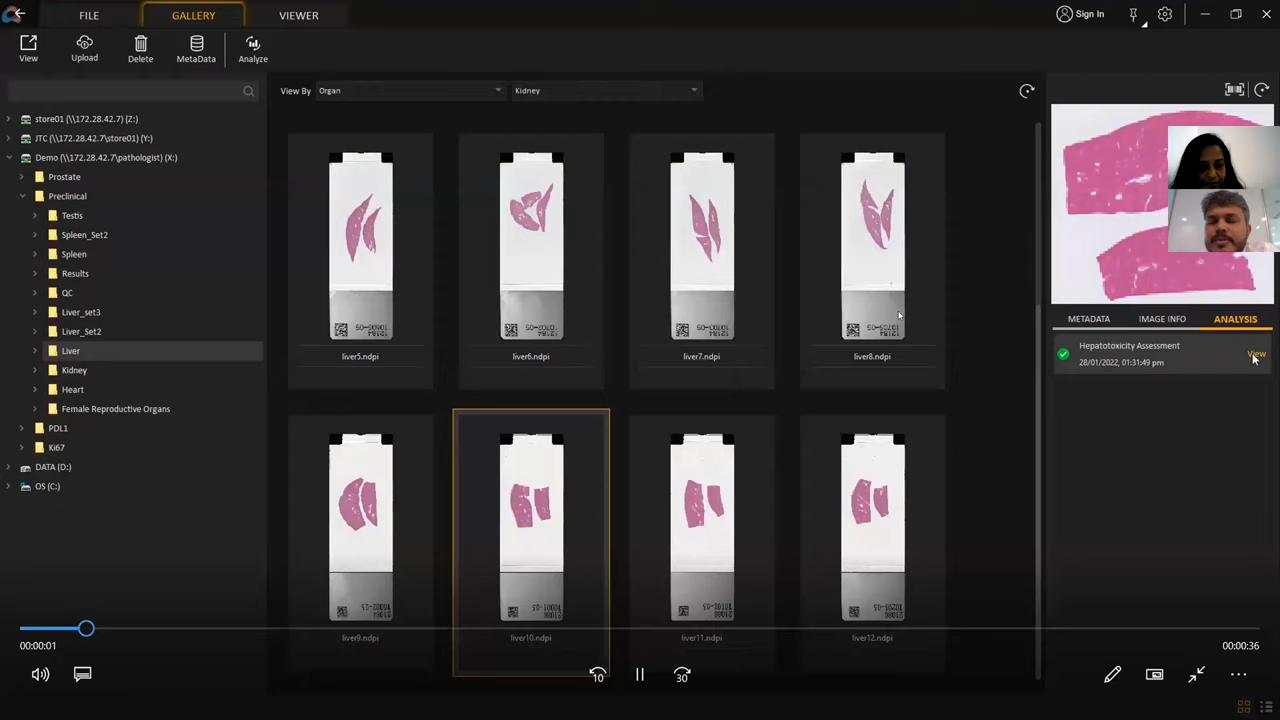 FILE
GALLERY
VIEWER
Sign In
View
Upload
Delete
MetaData
Analyze
View By
Organ
Kidney
store01 (\\172.28.42.7) (Z:)
JTC (\\172.28.42.7\store01) (Y:)
Demo (\\172.28.42.7\pathologist) (X:)
Prostate
Preclinical
Testis
Spleen_Set2
Spleen
Results
QC
Liver_set3
Liver_Set2
Liver
Kidney
Heart
Female Reproductive Organs
PDL1
Ki67
DATA (D:)
OS (C:)
liver5.ndpi
liver6.ndpi
liver7.ndpi
liver8.ndpi
liver9.ndpi
liver10.ndpi
liver11.ndpi
liver12.ndpi
METADATA
IMAGE INFO
ANALYSIS
Hepatotoxicity Assessment
View
28/01/2022, 01:31:49 pm
00:00:01
00:00:36
10
30